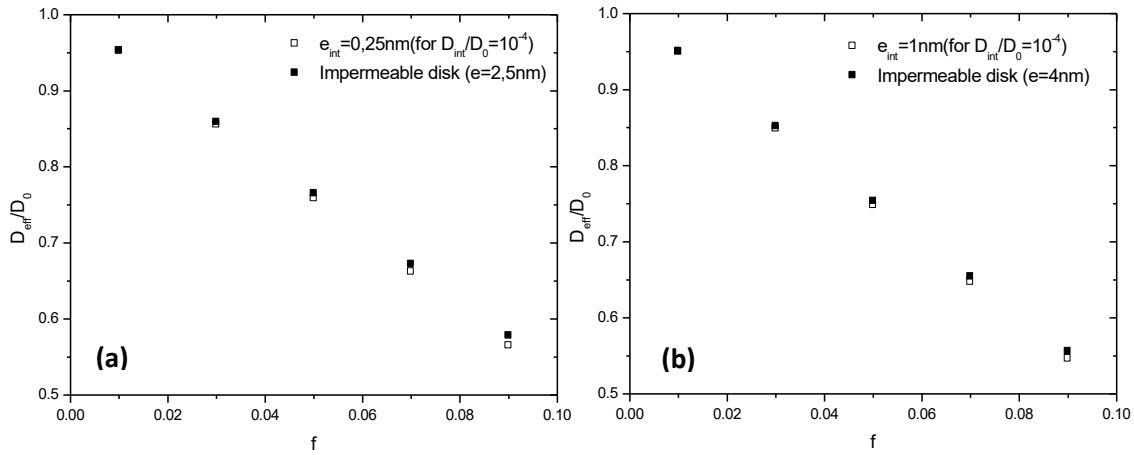 1.0
0.9
0.8
0.7
0.6
0.5
D_eff/D_0
e_int=0,25nm(for D_int/D_0=10^-4)
Impermeable disk (e=2,5nm)
(a)
0.00 0.02 0.04 0.06 0.08 0.10
f
1.0
0.9
0.8
0.7
0.6
0.5
D_eff/D_0
e_int=1nm(for D_int/D_0=10^-4)
Impermeable disk (e=4nm)
(b)
0.00 0.02 0.04 0.06 0.08 0.10
f